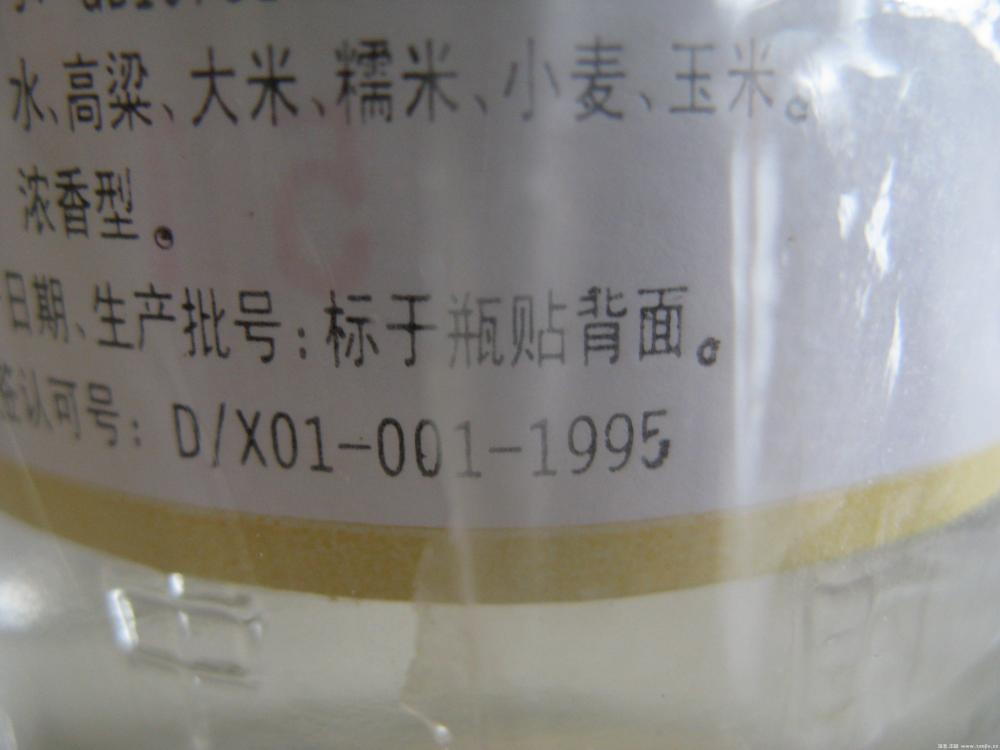 水、高粱、大米、糯米、小麦、玉米。
浓香型。
日期、生产批号：标于瓶贴背面。
签认可号：D/X01-001-1995